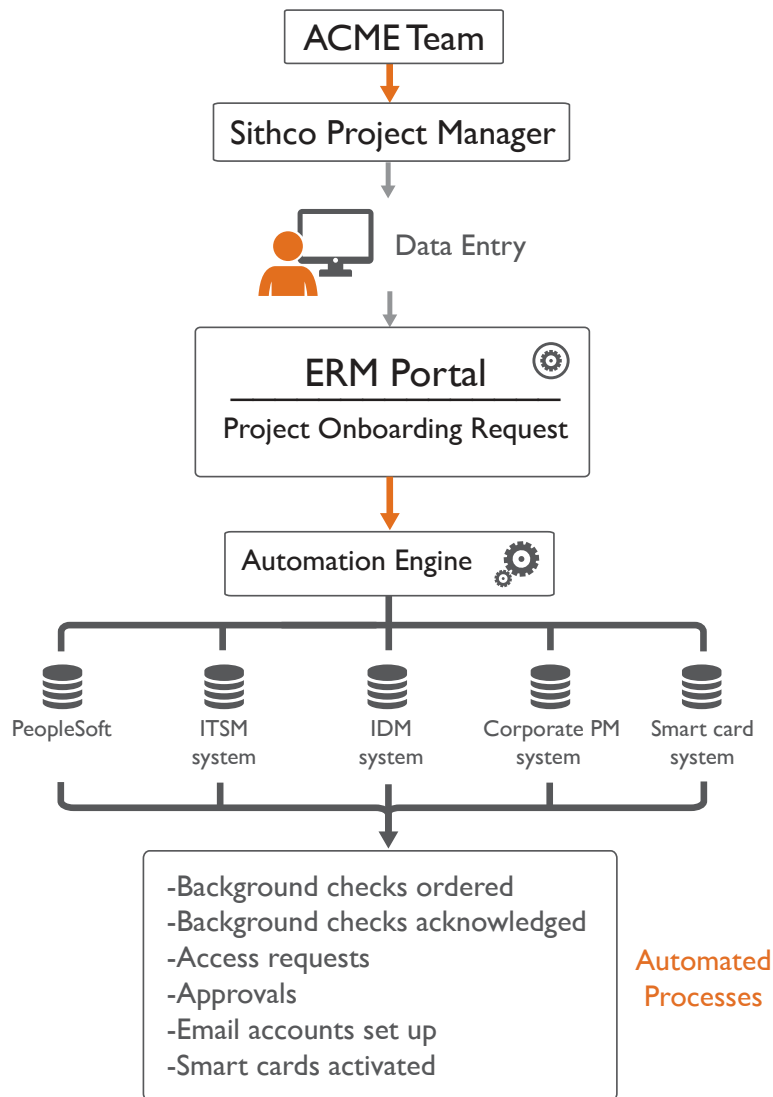 ACME Team
Sithco Project Manager
Data Entry
ERM Portal
Project Onboarding Request
Automation Engine
PeopleSoft
ITSM
system
IDM
system
Corporate PM
system
Smart card
system
-Background checks ordered
-Background checks acknowledged
-Access requests
-Approvals
-Email accounts set up
-Smart cards activated
Automated
Processes